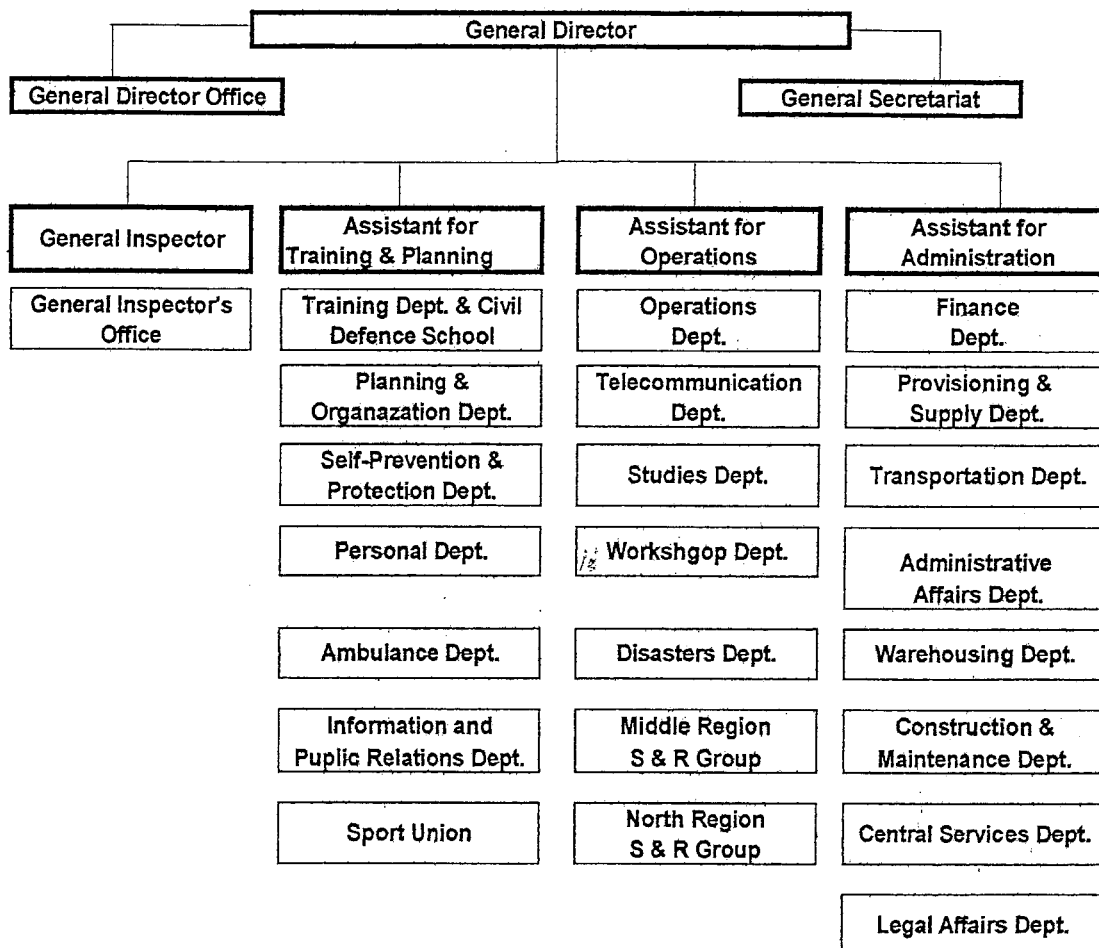 General Director
General Director Office
General Secretariat
General Inspector
General Inspector's
Office
Assistant for
Training & Planning
Training Dept. & Civil
Defence School
Planning &
Organazation Dept.
Self-Prevention &
Protection Dept.
Personal Dept.
Ambulance Dept.
Information and
Puplic Relations Dept.
Sport Union
Assistant for
Operations
Operations
Dept.
Telecommunication
Dept.
Studies Dept.
Workshgop Dept.
Disasters Dept.
Middle Region
S & R Group
North Region
S & R Group
Assistant for
Administration
Finance
Dept.
Provisioning &
Supply Dept.
Transportation Dept.
Administrative
Affairs Dept.
Warehousing Dept.
Construction &
Maintenance Dept.
Central Services Dept.
Legal Affairs Dept.